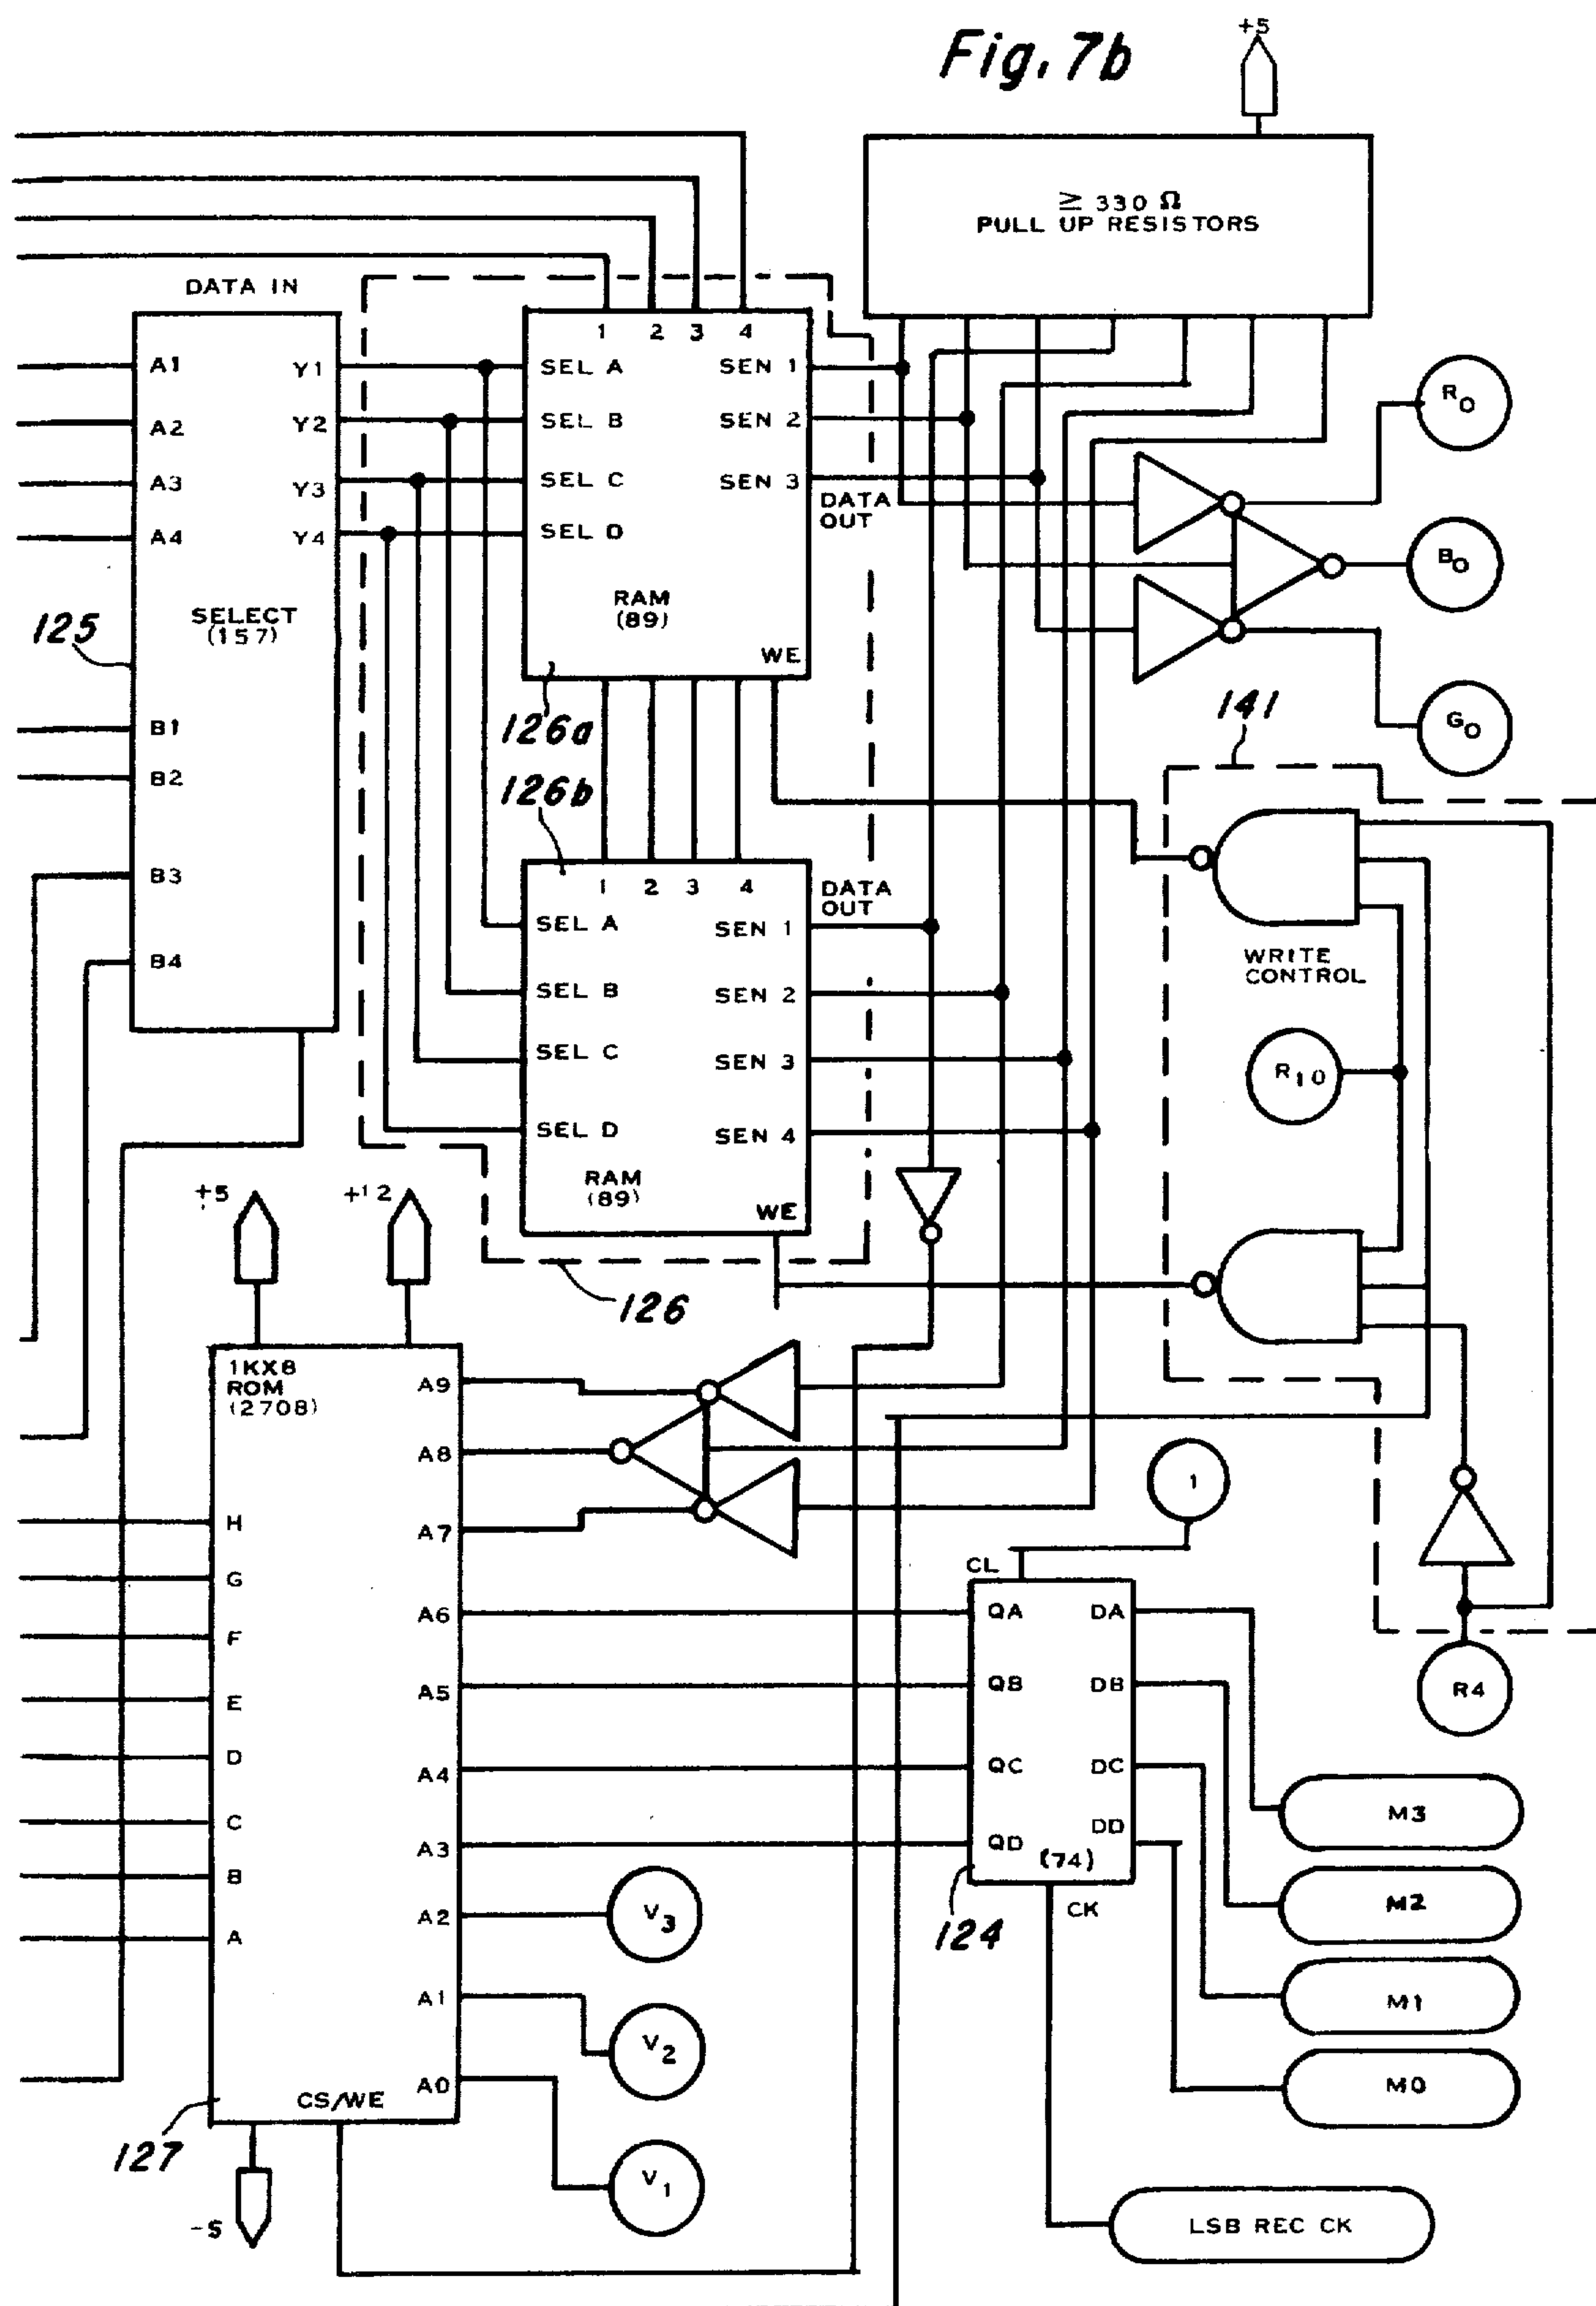 Fig. 7b
+5
≥ 330 Ω
PULL UP RESISTORS
DATA IN
A1
A2
A3
A4
B1
B2
B3
B4
Y1
Y2
Y3
Y4
SELECT
(157)
125
1 2 3 4
SEL A
SEL B
SEL C
SEL D
SEN 1
SEN 2
SEN 3
DATA
OUT
RAM
(89)
WE
126a
126b
1 2 3 4
DATA
OUT
SEL A
SEL B
SEL C
SEL D
SEN 1
SEN 2
SEN 3
SEN 4
RAM
(89)
WE
126
RO
BO
GO
141
WRITE
CONTROL
R10
R4
+5
+12
1KX8
ROM
(2708)
H
G
F
E
D
C
B
A
A9
A8
A7
A6
A5
A4
A3
A2
A1
A0
CS/WE
127
-5
V3
V2
V1
1
CL
QA
QB
QC
QD
DA
DB
DC
DD
(74)
CK
124
M3
M2
M1
M0
LSB REC CK